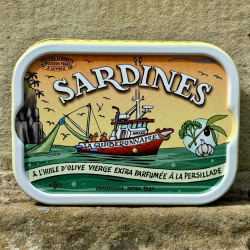 SARDINES
LA QUIBERONNAISE
À L'HUILE D'OLIVE VIERGE EXTRA PARFUMÉE À LA PERSILLADE